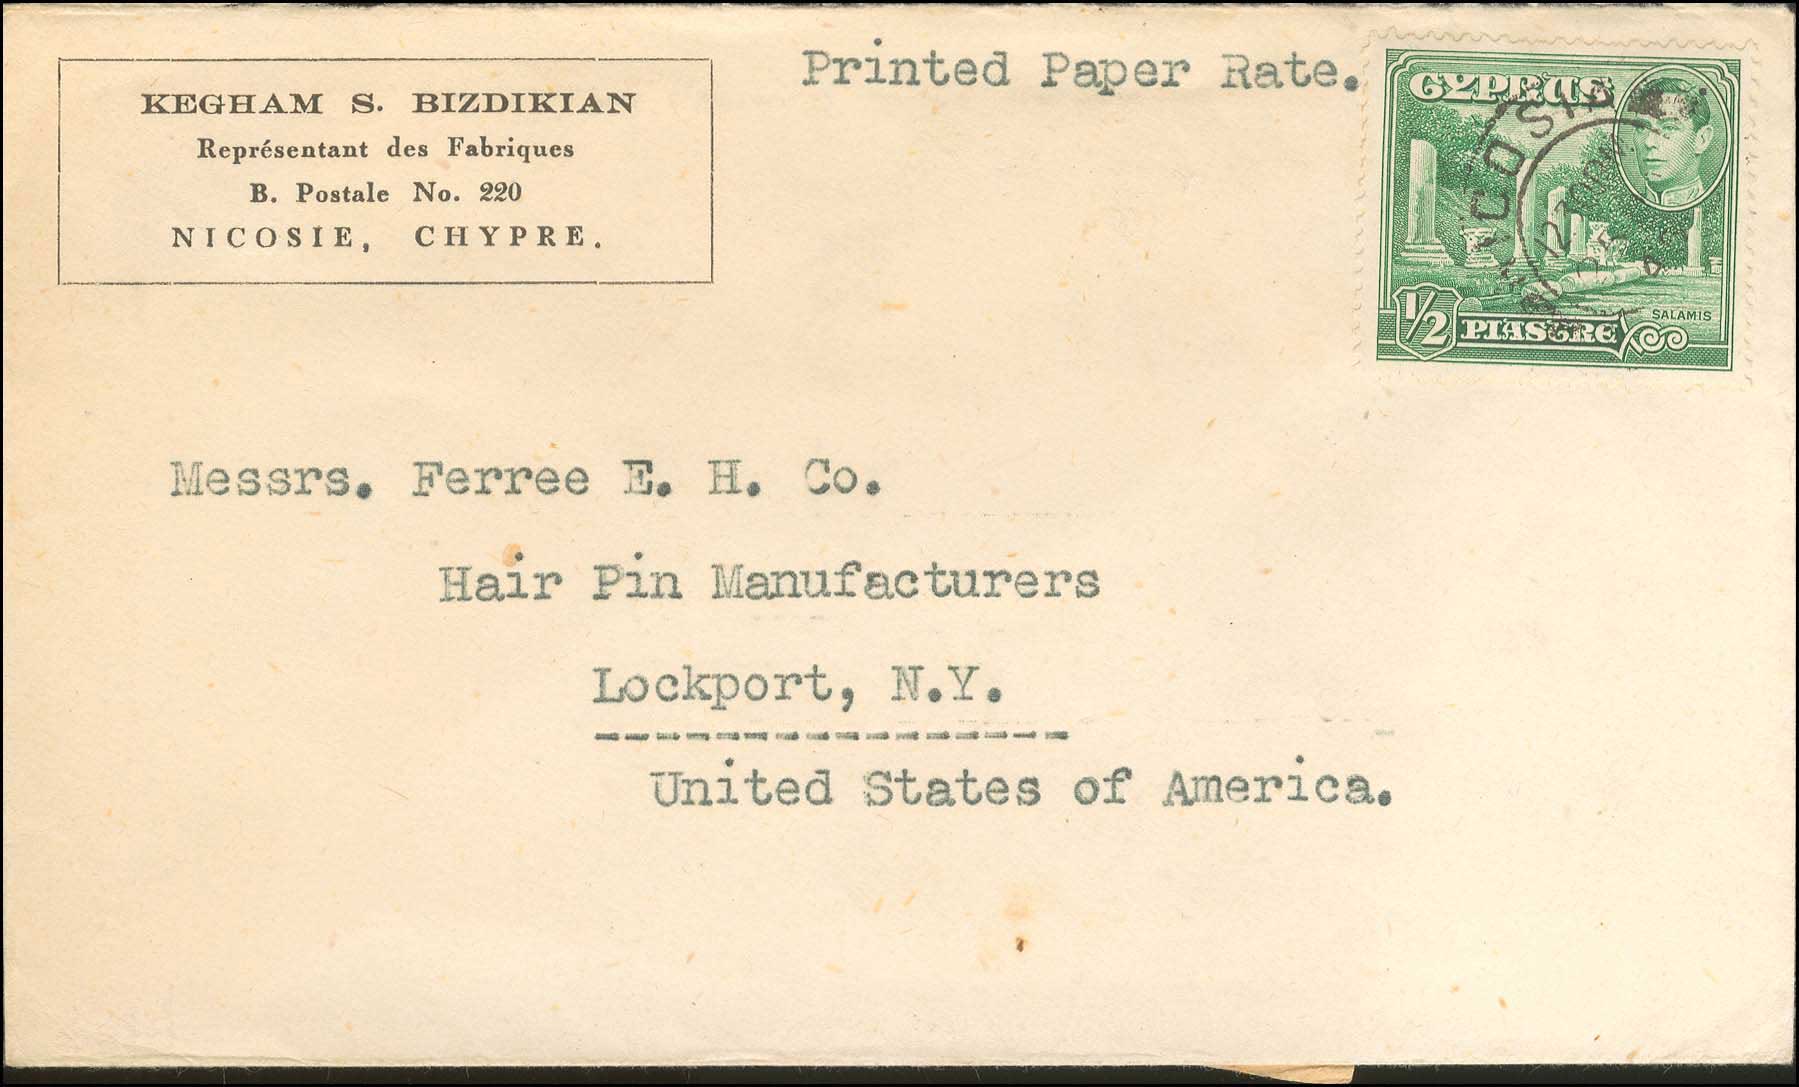 KEGHAM S. BIZDIKIAN
Représentant des Fabriques
B. Postale No. 220
NICOSIE, CHYPRE.
Printed Paper Rate.
CYPRUS
NICOSIA
1/2 PIASTRE
SALAMIS
Messrs. Ferree E. H. Co.
Hair Pin Manufacturers
Lockport, N.Y.
United States of America.